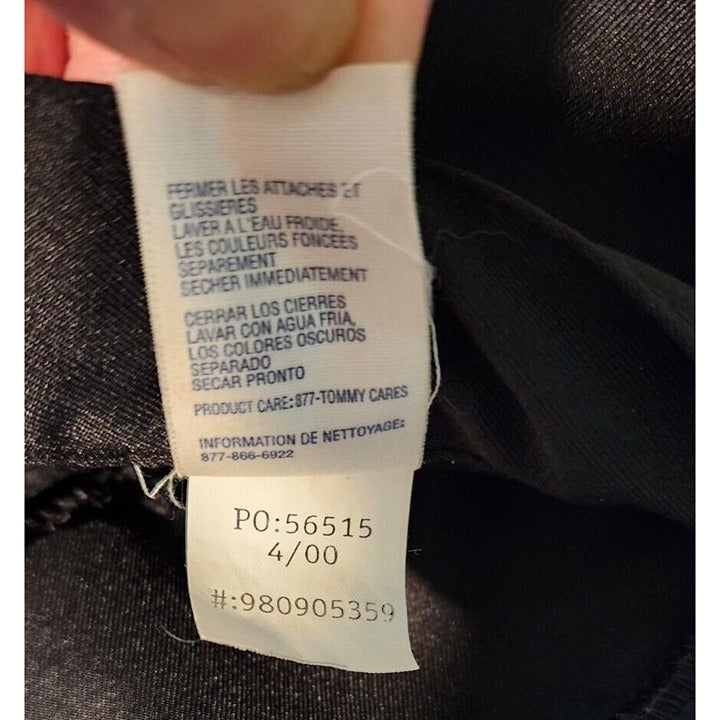 FERMER LES ATTACHES ET
GLISSIERES
LAVER A L'EAU FROIDE,
LES COULEURS FONCEES
SEPAREMENT
SECHER IMMEDIATEMENT
CERRAR LOS CIERRES
LAVAR CON AGUA FRIA,
LOS COLORES OSCUROS
SEPARADO
SECAR PRONTO
PRODUCT CARE:877-TOMMY CARES
INFORMATION DE NETTOYAGE:
877-866-6922
PO:56515
4/00
#:980905359